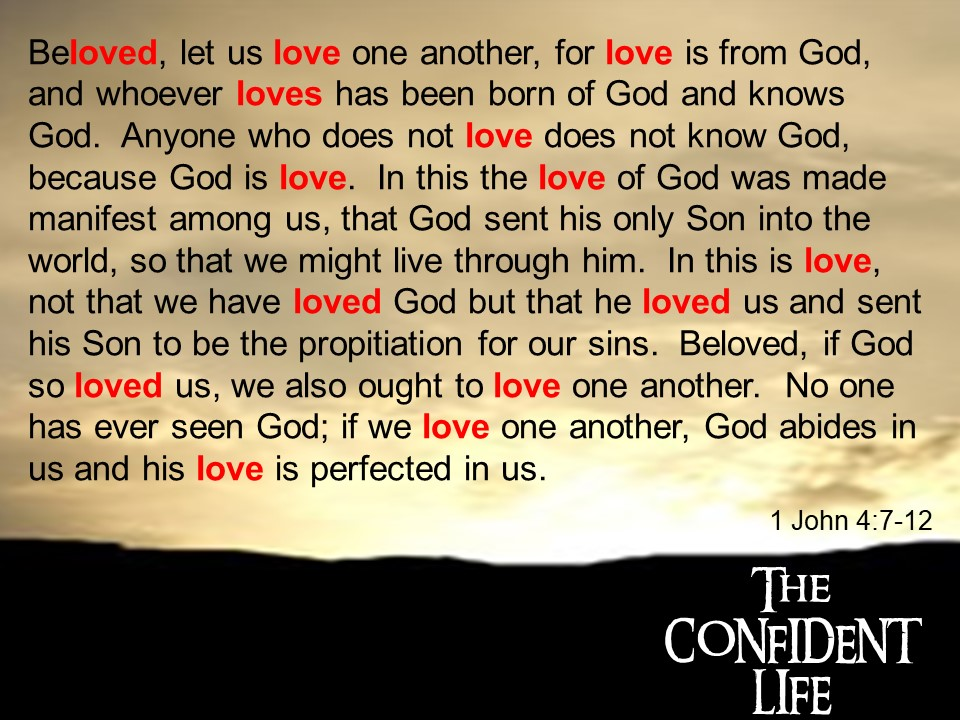 Beloved, let us love one another, for love is from God,
and whoever loves has been born of God and knows
God.  Anyone who does not love does not know God,
because God is love.  In this the love of God was made
manifest among us, that God sent his only Son into the
world, so that we might live through him.  In this is love,
not that we have loved God but that he loved us and sent
his Son to be the propitiation for our sins.  Beloved, if God
so loved us, we also ought to love one another.  No one
has ever seen God; if we love one another, God abides in
us and his love is perfected in us.
1 John 4:7-12
THE
CONFIDENT
LIFE